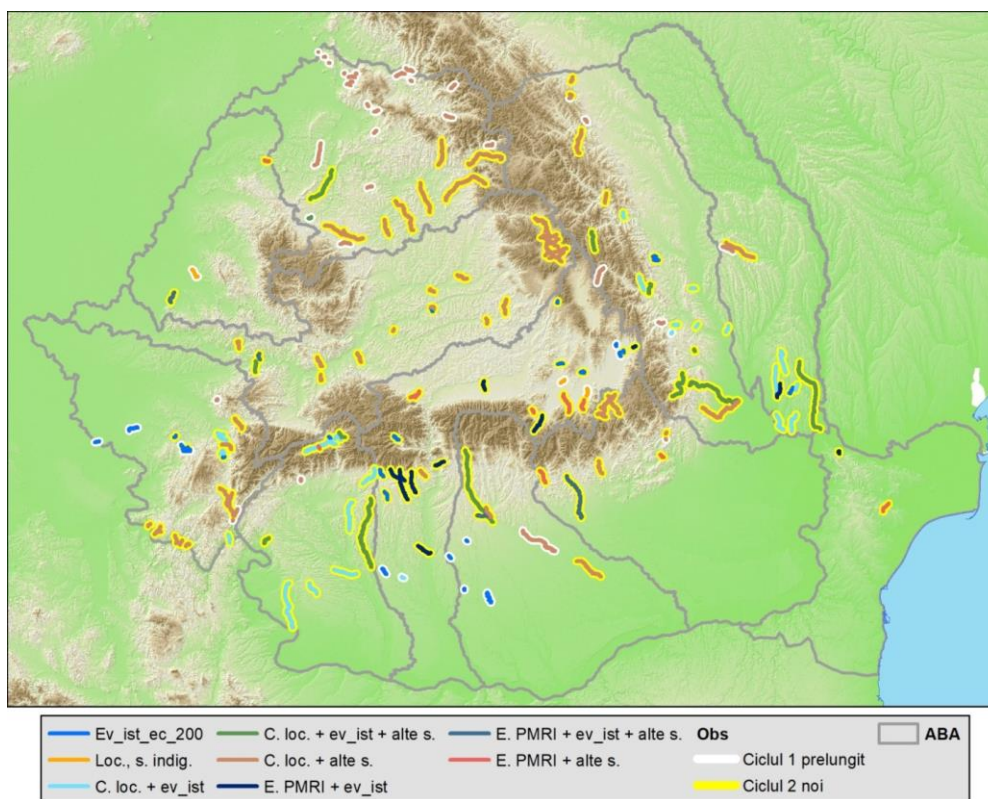 Ev_ist_ec_200 C. loc. + ev_ist + alte s. E. PMRI + ev_ist + alte s. Obs ABA
Loc., s. indig. C. loc. + alte s. E. PMRI + alte s. Ciclul 1 prelungit
C. loc. + ev_ist E. PMRI + ev_ist Ciclul 2 noi